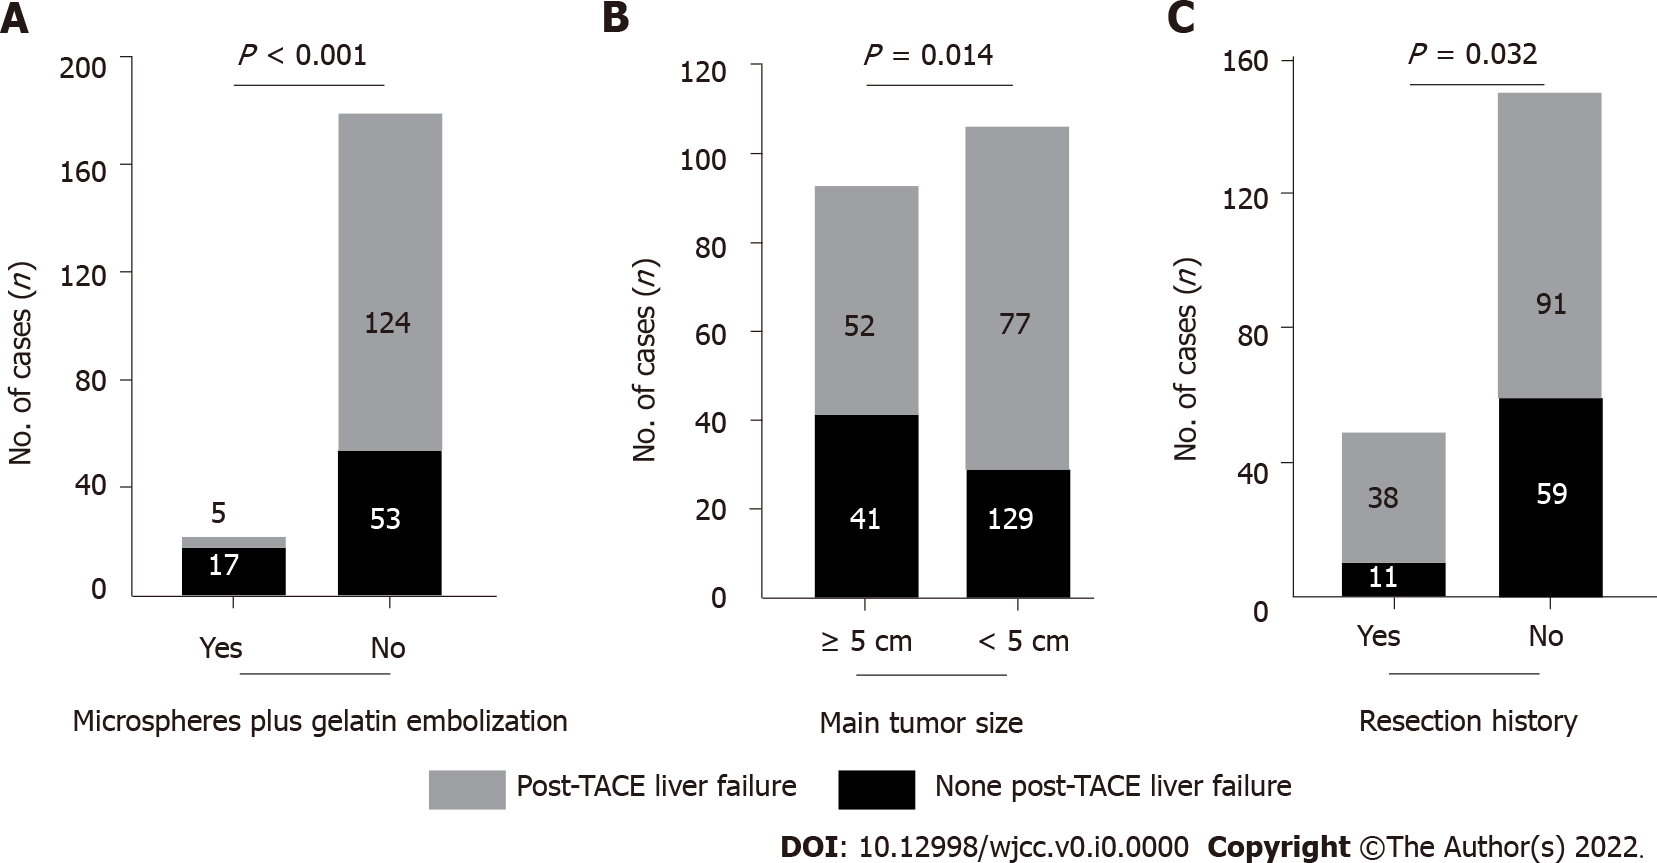 A
P < 0.001
200
160
120
80
40
0
No. of cases (n)
124
5
53
17
Yes No
Microspheres plus gelatin embolization
B
P = 0.014
120
100
80
60
40
20
0
No. of cases (n)
52 77
41 129
≥ 5 cm < 5 cm
Main tumor size
C
P = 0.032
160
120
80
40
0
No. of cases (n)
91
38 59
11
Yes No
Resection history
Post-TACE liver failure None post-TACE liver failure
DOI: 10.12998/wjcc.v0.i0.0000 Copyright ©The Author(s) 2022.